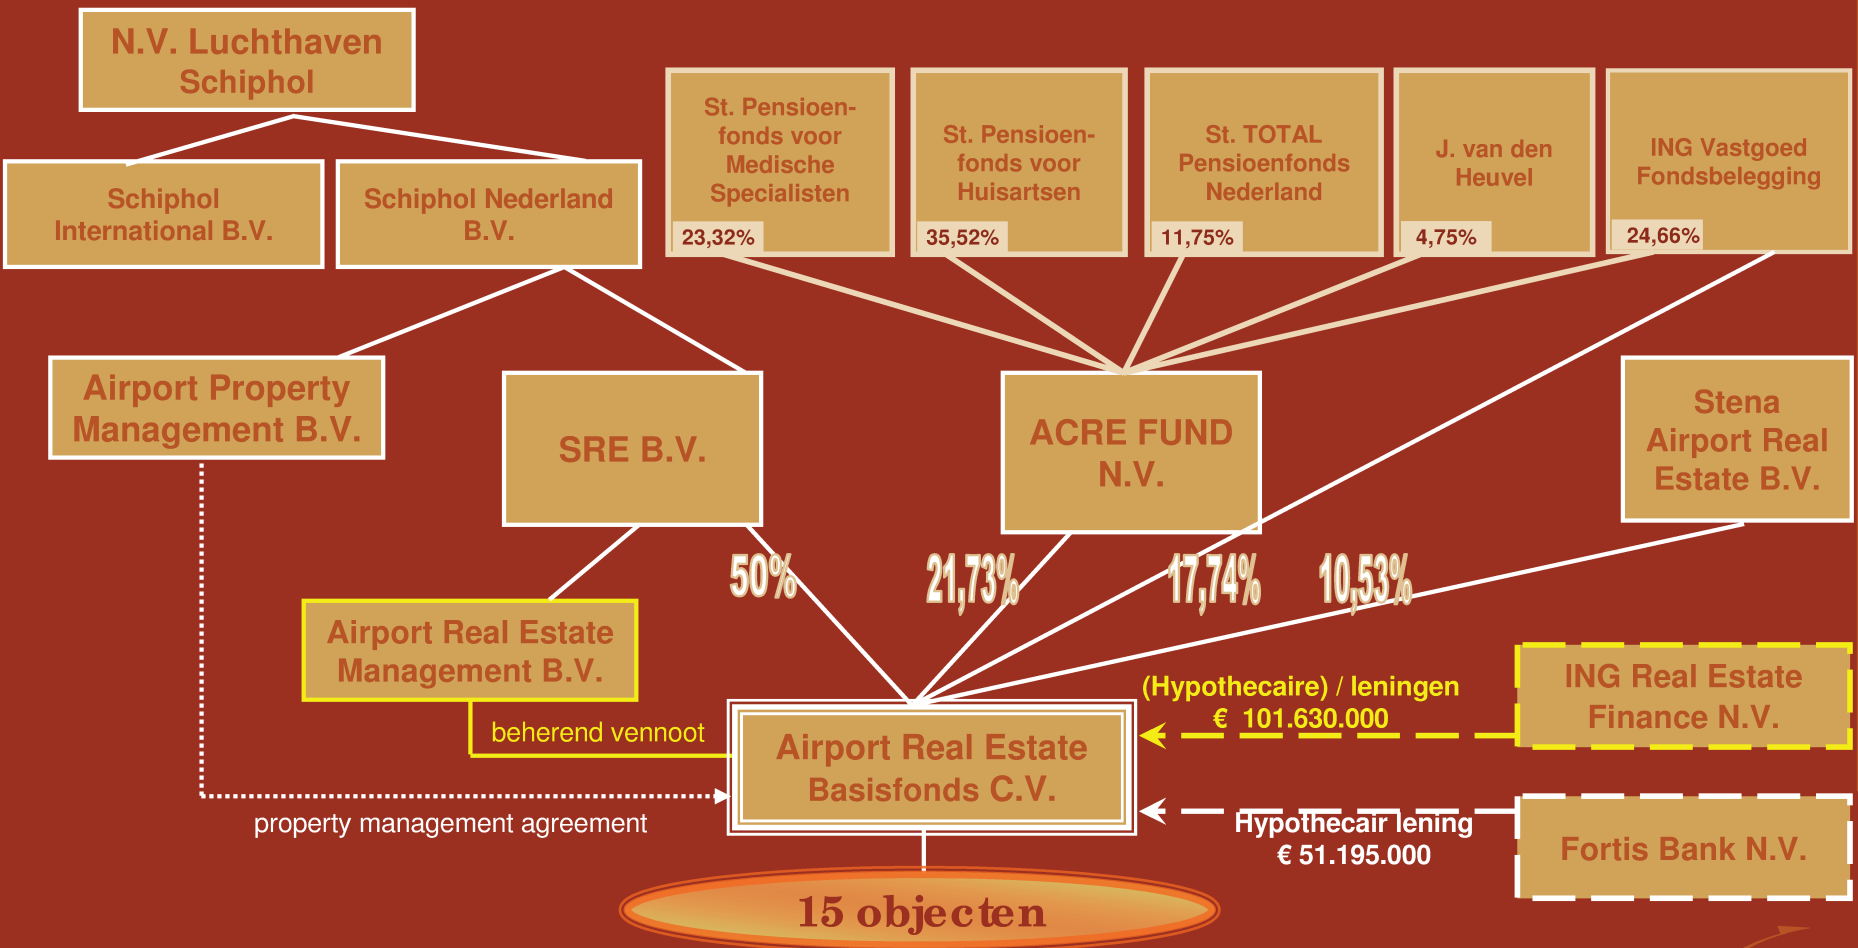 N.V. Luchthaven
Schiphol
Schiphol
International B.V.
Schiphol Nederland
B.V.
St. Pensioen-
fonds voor
Medische
Specialisten
23,32%
St. Pensioen-
fonds voor
Huisartsen
35,52%
St. TOTAL
Pensioenfonds
Nederland
11,75%
J. van den
Heuvel
4,75%
ING Vastgoed
Fondsbelegging
24,66%
Airport Property
Management B.V.
SRE B.V.
ACRE FUND
N.V.
Stena
Airport Real
Estate B.V.
50%
21,73%
17,74%
10,53%
Airport Real Estate
Management B.V.
beherend vennoot
property management agreement
Airport Real Estate
Basisfonds C.V.
(Hypothecaire) / leningen
€ 101.630.000
ING Real Estate
Finance N.V.
Hypothecair lening
€ 51.195.000
Fortis Bank N.V.
15 objecten